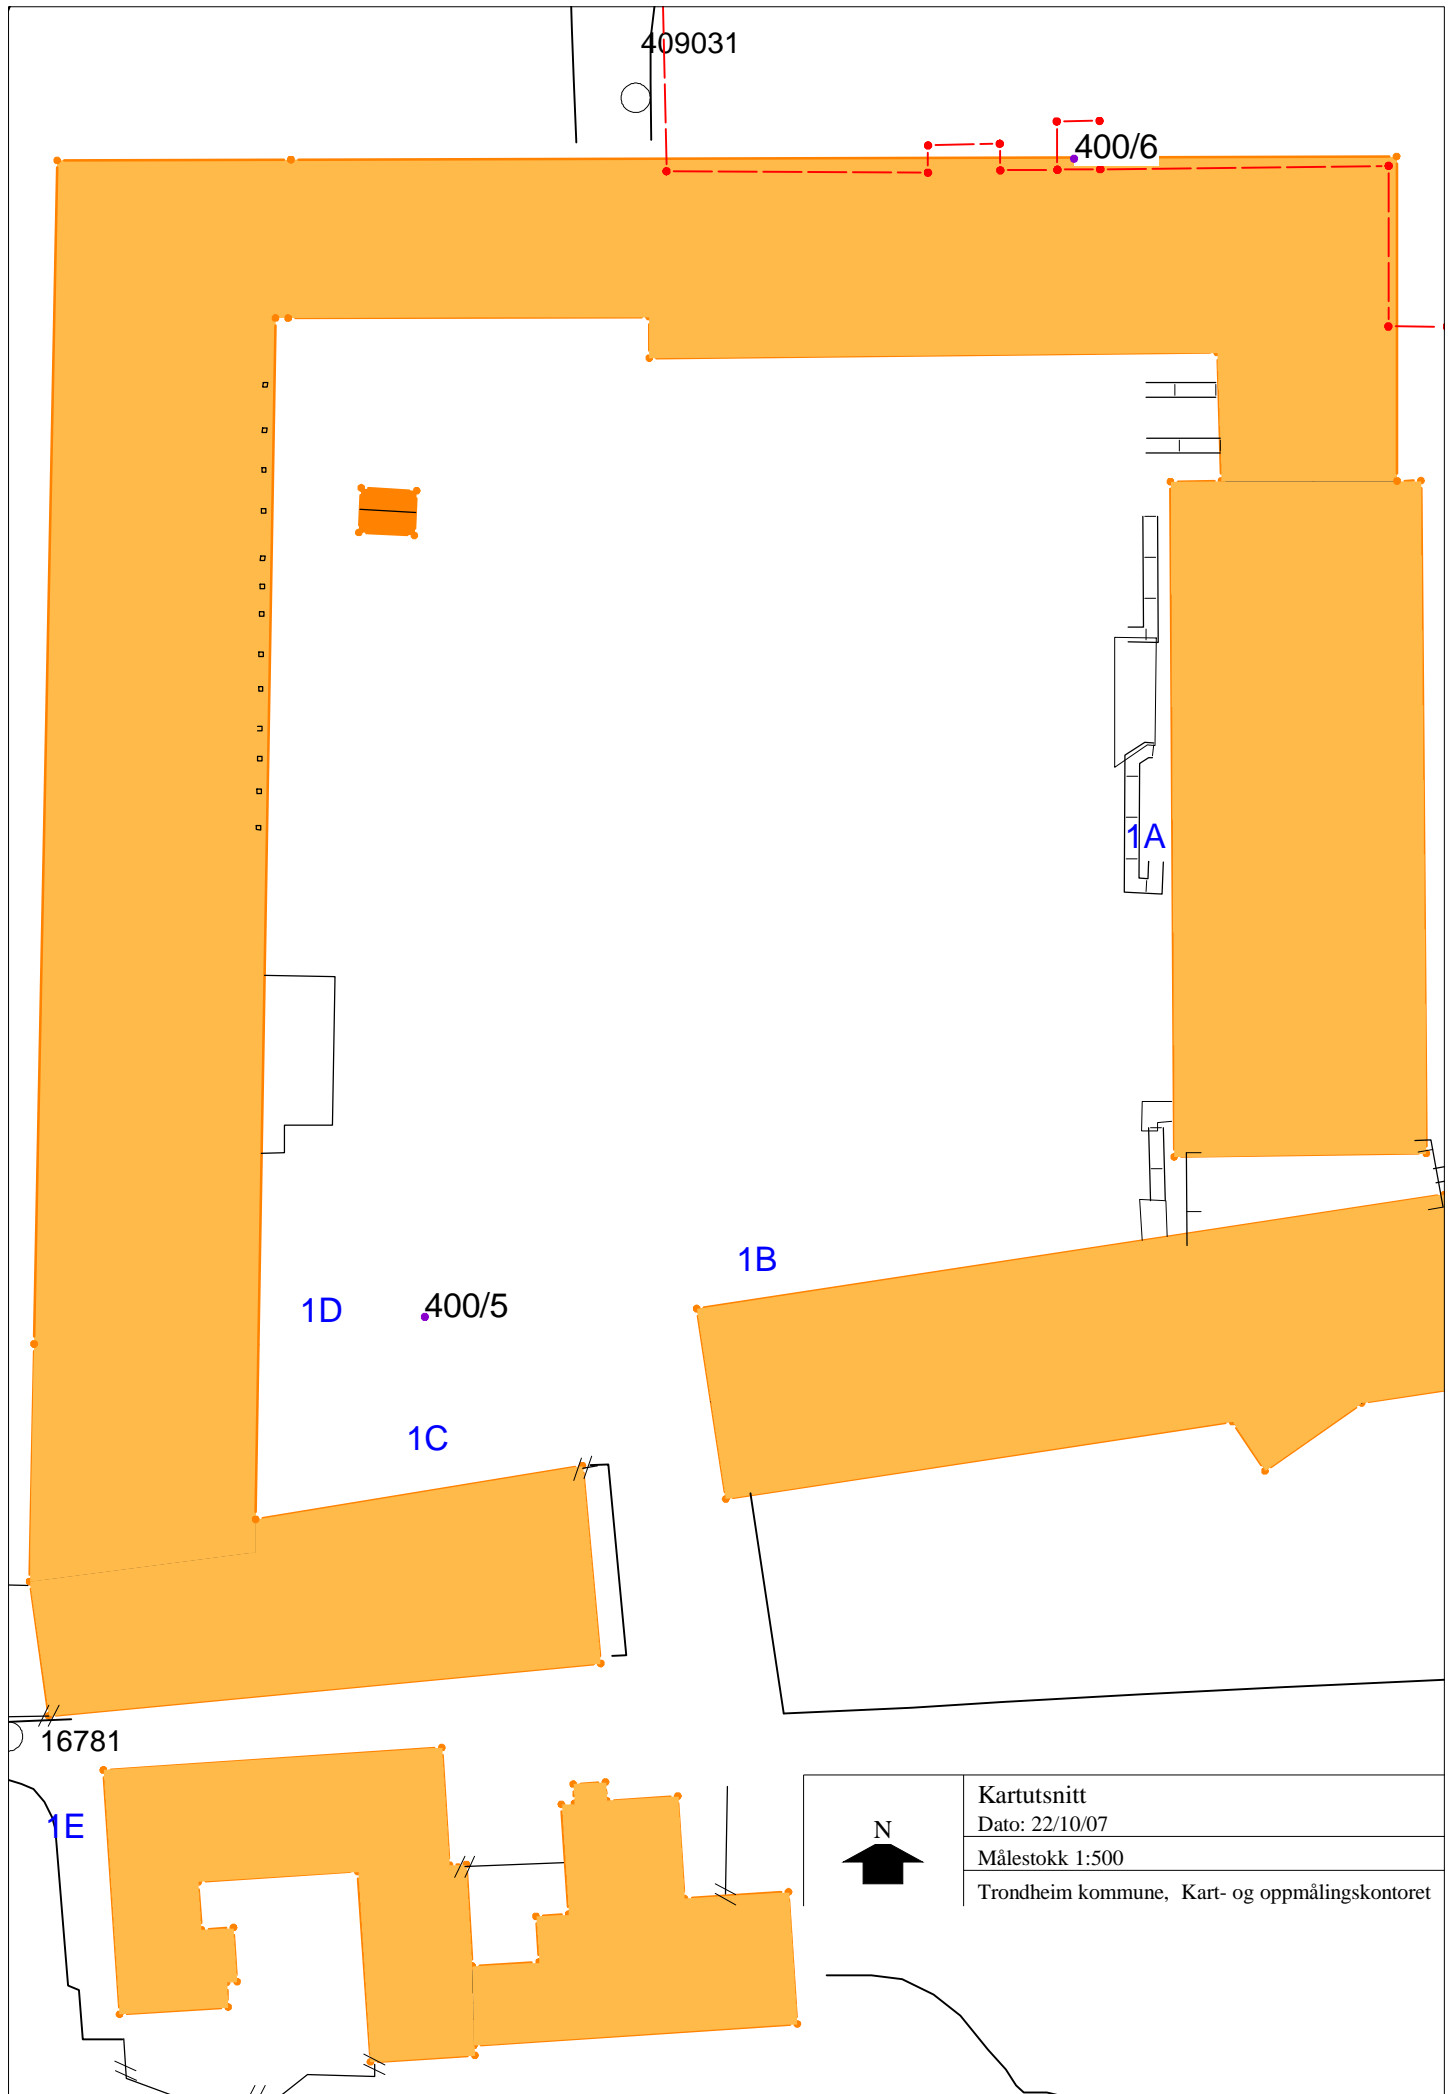 409031
400/6
1A
1B
1D
400/5
1C
16781
1E
N
Kartutsnitt
Dato: 22/10/07
Målestokk 1:500
Trondheim kommune, Kart- og oppmålingskontoret